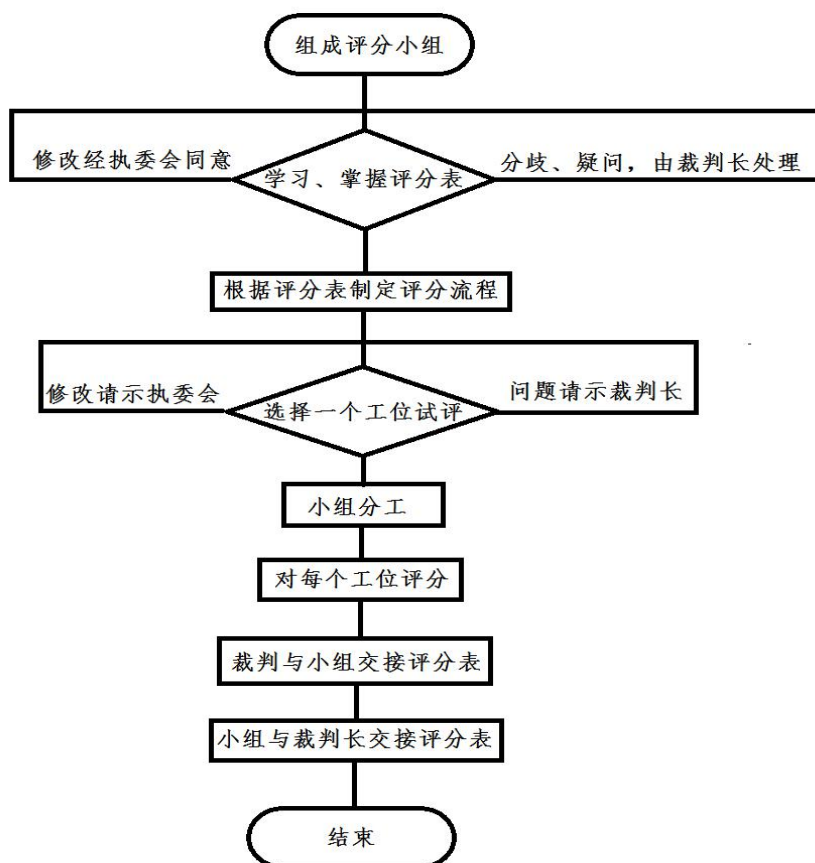 组成评分小组
修改经执委会同意
学习、掌握评分表
分歧、疑问，由裁判长处理
根据评分表制定评分流程
修改请示执委会
选择一个工位试评
问题请示裁判长
小组分工
对每个工位评分
裁判与小组交接评分表
小组与裁判长交接评分表
结束